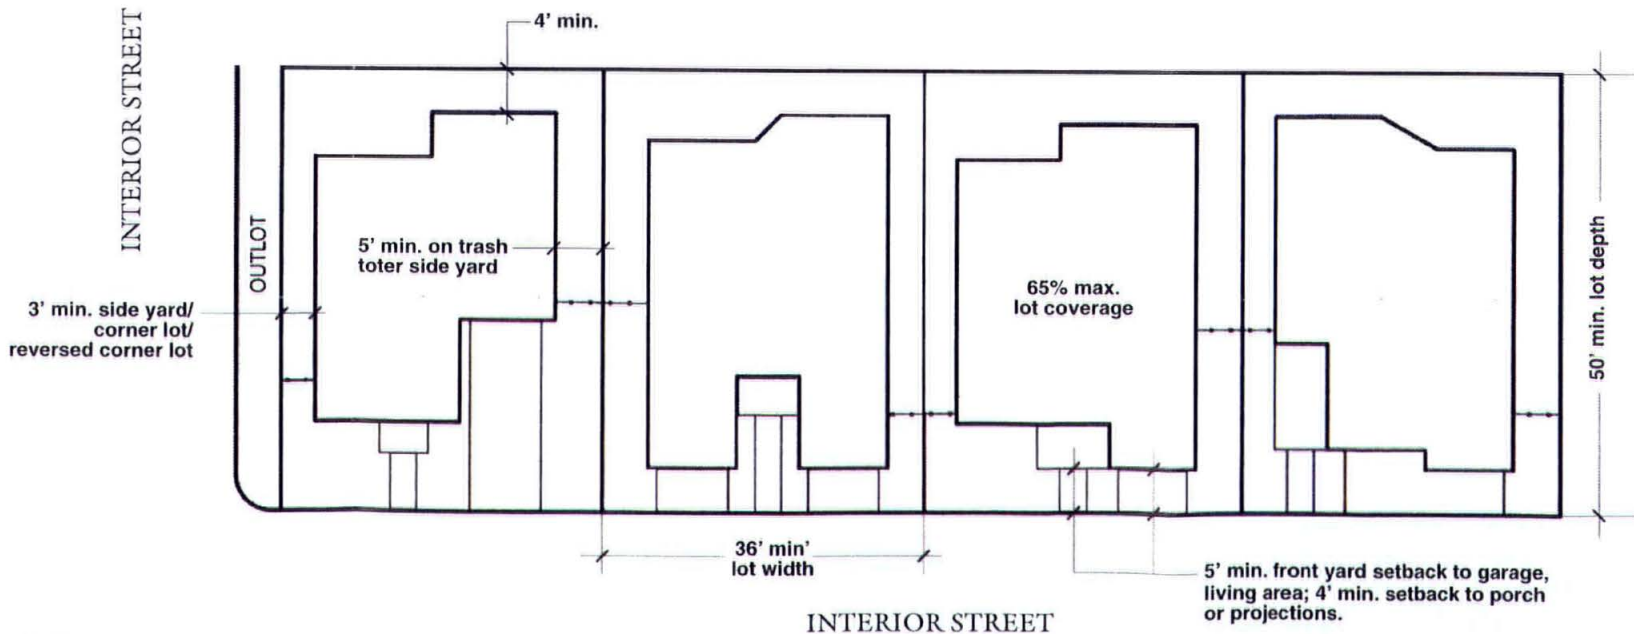 INTERIOR STREET
4' min.
OUTLOT
5' min. on trash
toter side yard
3' min. side yard/
corner lot/
reversed corner lot
65% max.
lot coverage
50' min. lot depth
36' min'
lot width
5' min. front yard setback to garage,
living area; 4' min. setback to porch
or projections.
INTERIOR STREET